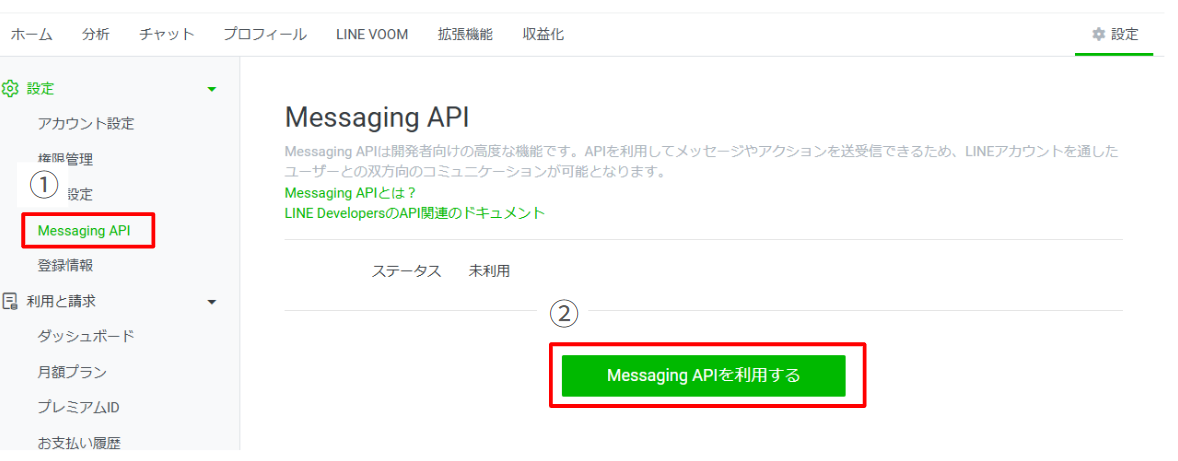 ホーム 分析 チャット プロフィール LINE VOOM 拡張機能 収益化 設定
設定
アカウント設定
権限管理
①
設定
Messaging API
登録情報
利用と請求
ダッシュボード
月額プラン
プレミアムID
お支払い履歴
Messaging API
Messaging APIは開発者向けの高度な機能です。APIを利用してメッセージやアクションを送受信できるため、LINEアカウントを通した
ユーザーとの双方向のコミュニケーションが可能となります。
Messaging APIとは？
LINE DevelopersのAPI関連のドキュメント
ステータス 未利用
②
Messaging APIを利用する